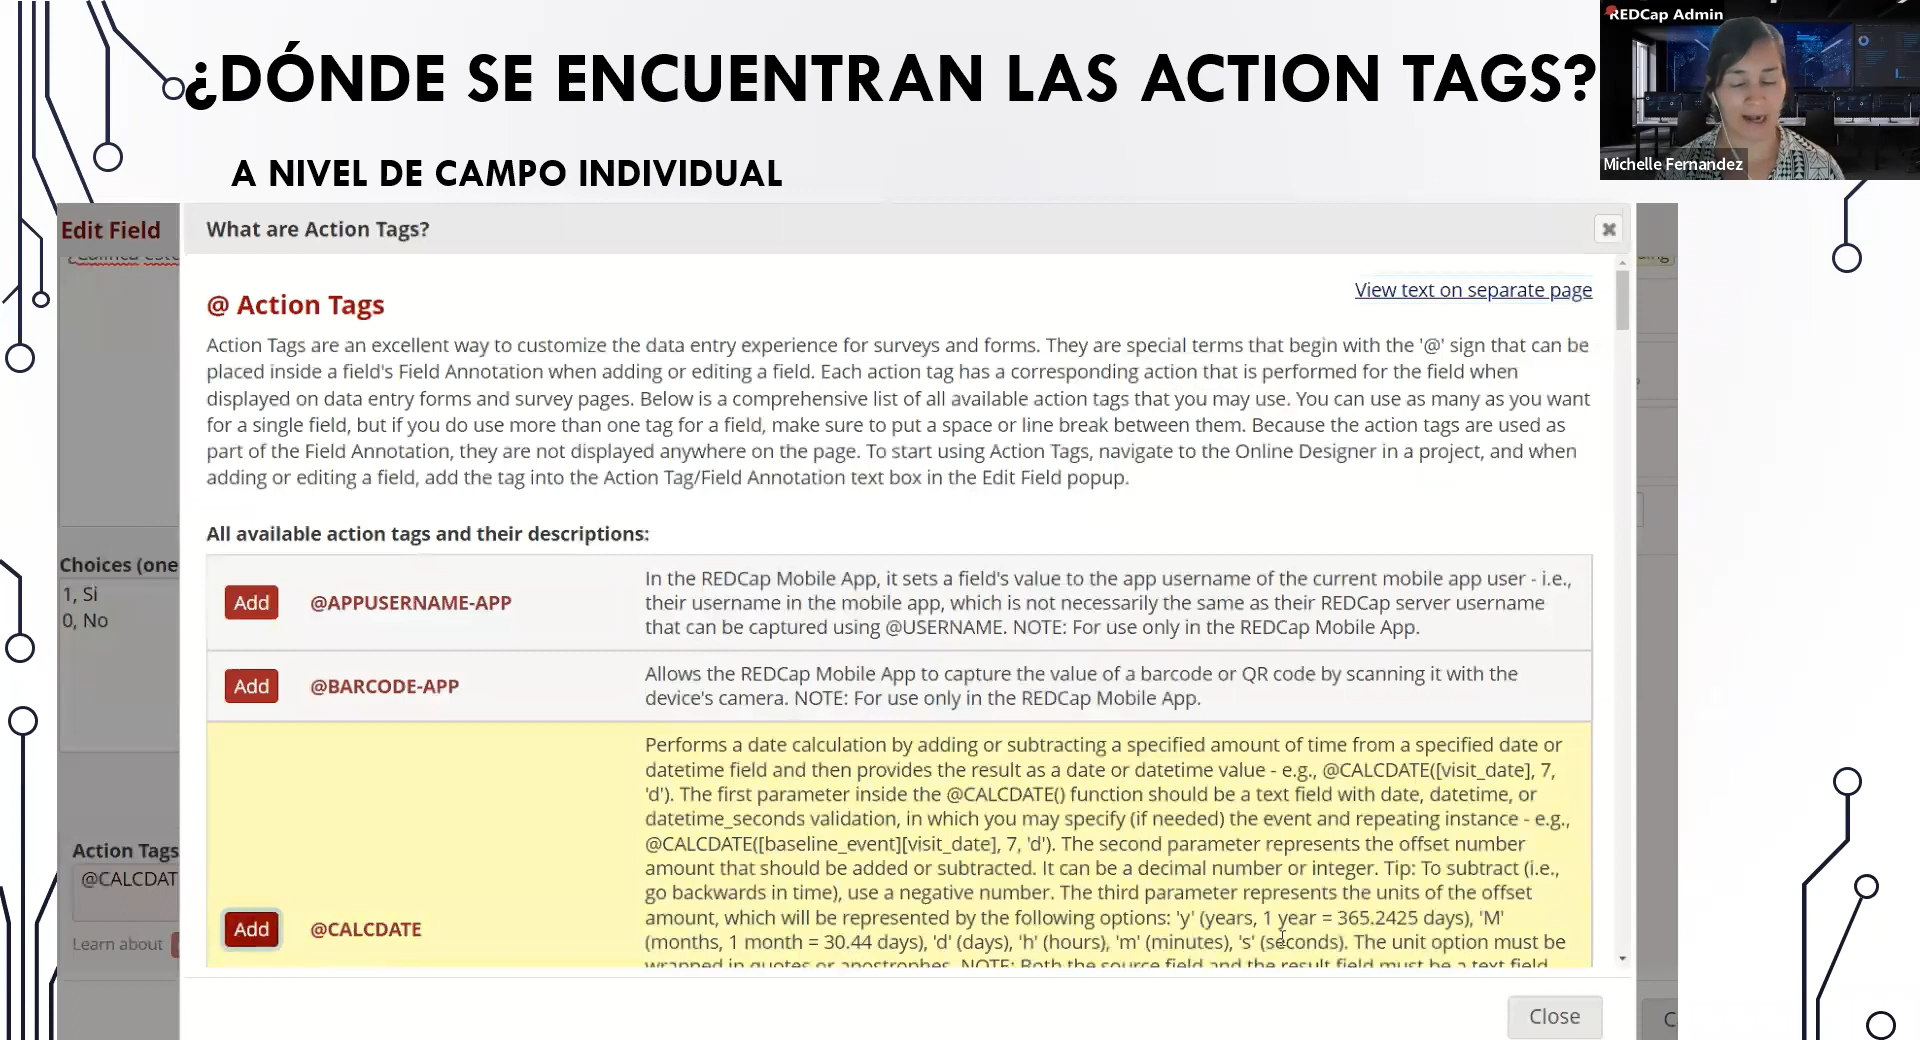 ¿DÓNDE SE ENCUENTRAN LAS ACTION TAGS?
REDCap Admin
Michelle Fernandez
A NIVEL DE CAMPO INDIVIDUAL
Edit Field
What are Action Tags?
View text on separate page
@ Action Tags
Action Tags are an excellent way to customize the data entry experience for surveys and forms. They are special terms that begin with the '@' sign that can be
placed inside a field's Field Annotation when adding or editing a field. Each action tag has a corresponding action that is performed for the field when
displayed on data entry forms and survey pages. Below is a comprehensive list of all available action tags that you may use. You can use as many as you want
for a single field, but if you do use more than one tag for a field, make sure to put a space or line break between them. Because the action tags are used as
part of the Field Annotation, they are not displayed anywhere on the page. To start using Action Tags, navigate to the Online Designer in a project, and when
adding or editing a field, add the tag into the Action Tag/Field Annotation text box in the Edit Field popup.
All available action tags and their descriptions:
Choices (one
1, Si
0, No
Add @APPUSERNAME-APP
In the REDCap Mobile App, it sets a field's value to the app username of the current mobile app user - i.e.,
their username in the mobile app, which is not necessarily the same as their REDCap server username
that can be captured using @USERNAME. NOTE: For use only in the REDCap Mobile App.
Add @BARCODE-APP
Allows the REDCap Mobile App to capture the value of a barcode or QR code by scanning it with the
device's camera. NOTE: For use only in the REDCap Mobile App.
Add @CALCDATE
Performs a date calculation by adding or subtracting a specified amount of time from a specified date or
datetime field and then provides the result as a date or datetime value - e.g., @CALCDATE([visit_date], 7,
'd'). The first parameter inside the @CALCDATE() function should be a text field with date, datetime, or
datetime_seconds validation, in which you may specify (if needed) the event and repeating instance - e.g.,
@CALCDATE([baseline_event][visit_date], 7, 'd'). The second parameter represents the offset number
amount that should be added or subtracted. It can be a decimal number or integer. Tip: To subtract (i.e.,
go backwards in time), use a negative number. The third parameter represents the units of the offset
amount, which will be represented by the following options: 'y' (years, 1 year = 365.2425 days), 'M'
(months, 1 month = 30.44 days), 'd' (days), 'h' (hours), 'm' (minutes), 's' (seconds). The unit option must be
wrapped in quotes or apostrophes. NOTE: Both the source field and the result field must be a text field
Action Tags
@CALCDAT
Learn about
Close